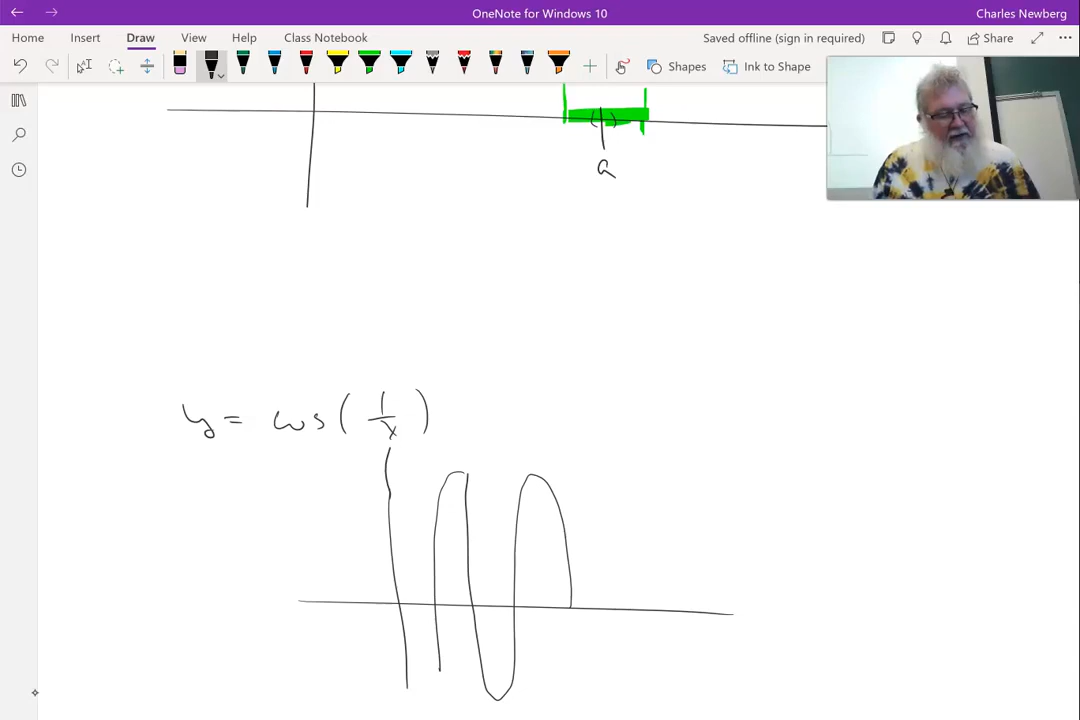 OneNote for Windows 10
Charles Newberg
Home Insert Draw View Help Class Notebook
Saved offline (sign in required)
Share
Shapes
Ink to Shape
a
y = cos( 1/x )